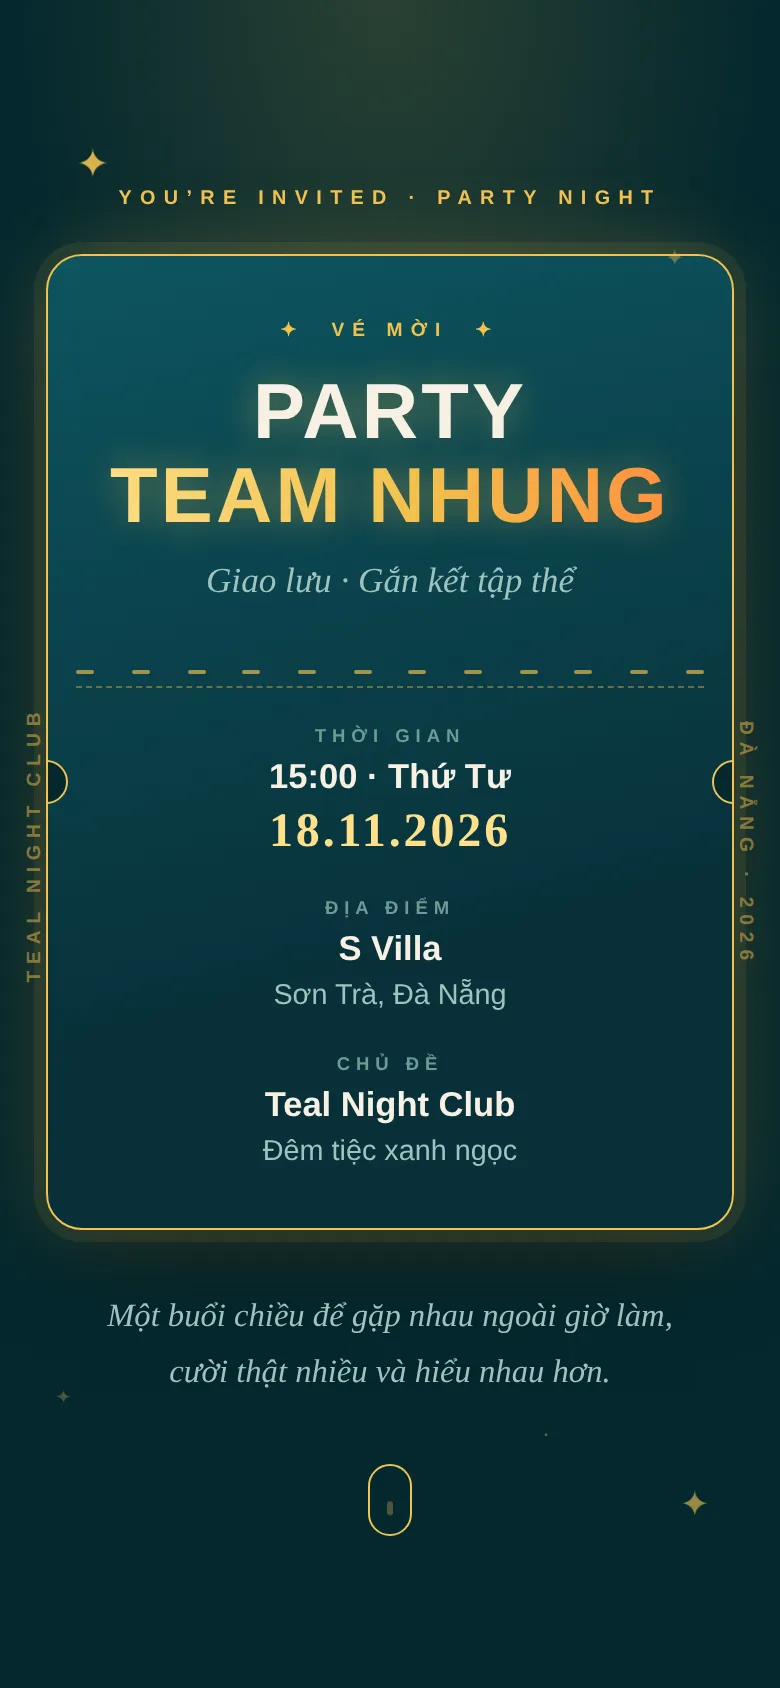 YOU’RE INVITED · PARTY NIGHT
✦ VÉ MỜI ✦
PARTY
TEAM NHUNG
Giao lưu · Gắn kết tập thể
THỜI GIAN
15:00 · Thứ Tư
18.11.2026
ĐỊA ĐIỂM
S Villa
Sơn Trà, Đà Nẵng
CHỦ ĐỀ
Teal Night Club
Đêm tiệc xanh ngọc
TEAL NIGHT CLUB
ĐÀ NẴNG · 2026
Một buổi chiều để gặp nhau ngoài giờ làm,
cười thật nhiều và hiểu nhau hơn.